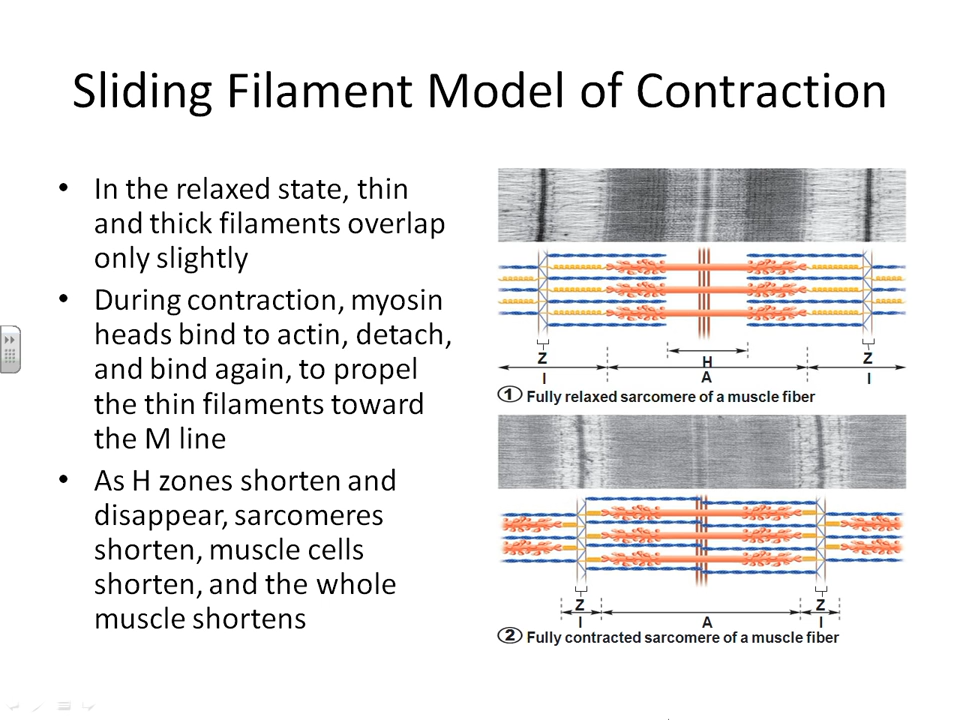 Sliding Filament Model of Contraction
• In the relaxed state, thin
and thick filaments overlap
only slightly
• During contraction, myosin
heads bind to actin, detach,
and bind again, to propel
the thin filaments toward
the M line
• As H zones shorten and
disappear, sarcomeres
shorten, muscle cells
shorten, and the whole
muscle shortens
Z H Z
I A I
1 Fully relaxed sarcomere of a muscle fiber
Z Z
I A I
2 Fully contracted sarcomere of a muscle fiber